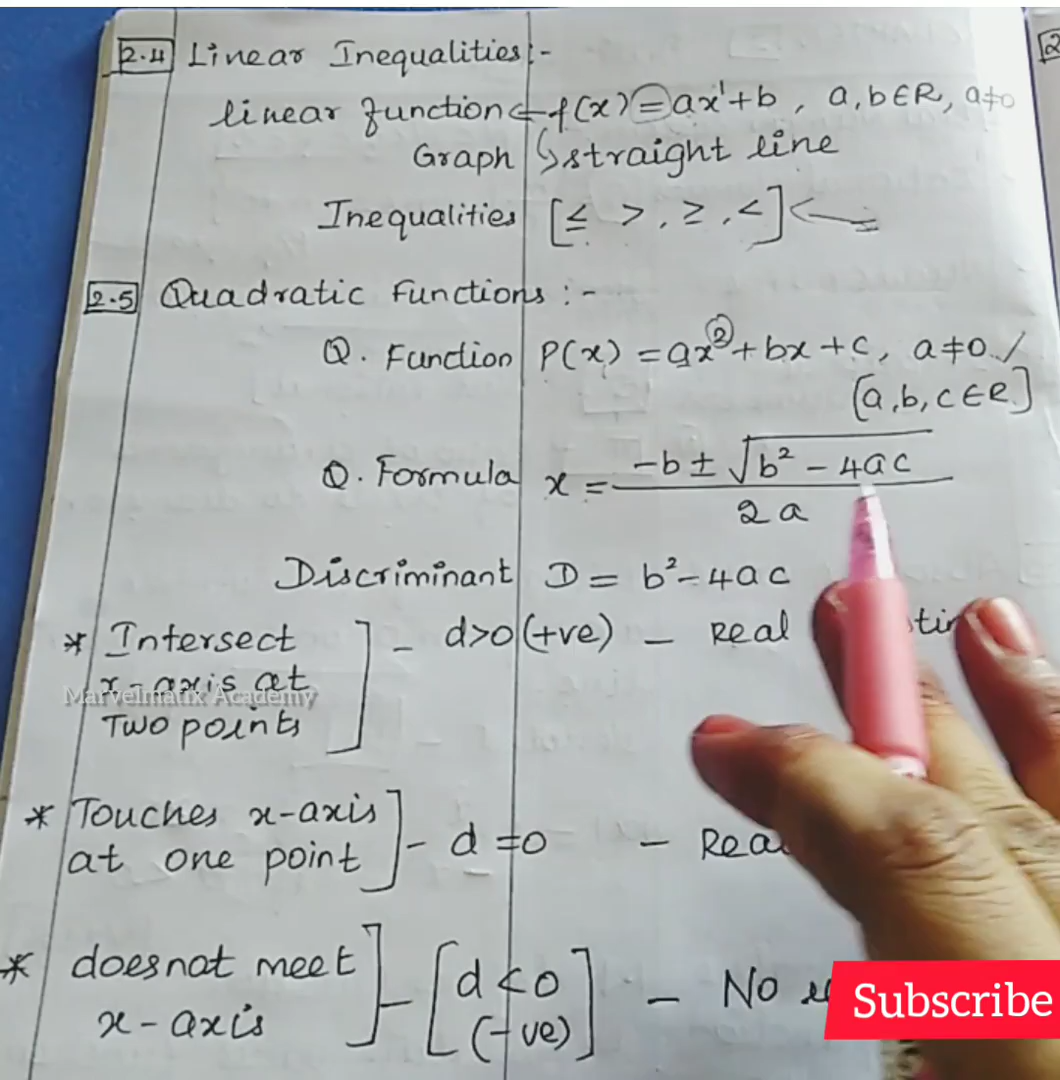 2.4 Linear Inequalities :-
linear function ← f(x) = ax¹ + b , a, b ∈ R, a≠0
Graph ↳ straight line
Inequalities [≤ >, ≥, <] ←
2.5 Quadratic Functions :-
Q. Function P(x) = ax² + bx + c, a≠0 /
[a, b, c ∈ R]
Q. Formula x = (-b ± √(b² - 4ac)) / 2a
Discriminant D = b² - 4ac
* Intersect x-axis at Two points ] - d>0 (+ve) - Real
Marvelmatix Academy
* Touches x-axis at one point ] - d = 0 -
* does not meet x-axis ] - [d < 0 (-ve)] - No
Subscribe